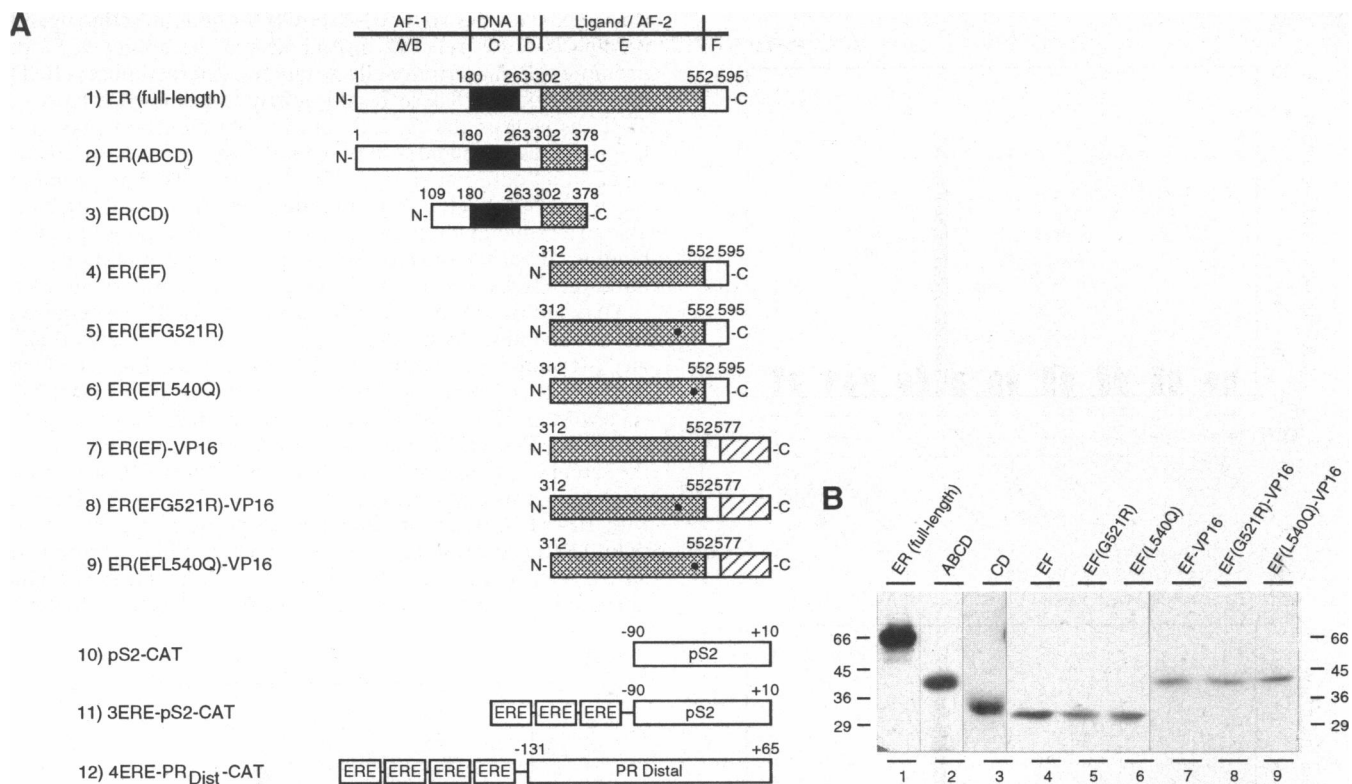 A
AF-1 DNA Ligand / AF-2
A/B C D E F
1 180 263 302 552 595
1) ER (full-length) N- -C
1 180 263 302 378
2) ER(ABCD) N- -C
109 180 263 302 378
3) ER(CD) N- -C
312 552 595
4) ER(EF) N- -C
312 552 595
5) ER(EFG521R) N- -C
312 552 595
6) ER(EFL540Q) N- -C
312 552 577
7) ER(EF)-VP16 N- -C
312 552 577
8) ER(EFG521R)-VP16 N- -C
312 552 577
9) ER(EFL540Q)-VP16 N- -C
-90 +10
10) pS2-CAT pS2
-90 +10
11) 3ERE-pS2-CAT ERE ERE ERE pS2
-131 +65
12) 4ERE-PRDist-CAT ERE ERE ERE ERE PR Distal
B
ER (full-length) ABCD CD EF EF(G521R) EF(L540Q) EF-VP16 EF(G521R)-VP16 EF(L540Q)-VP16
66 66
45 45
36 36
29 29
1 2 3 4 5 6 7 8 9